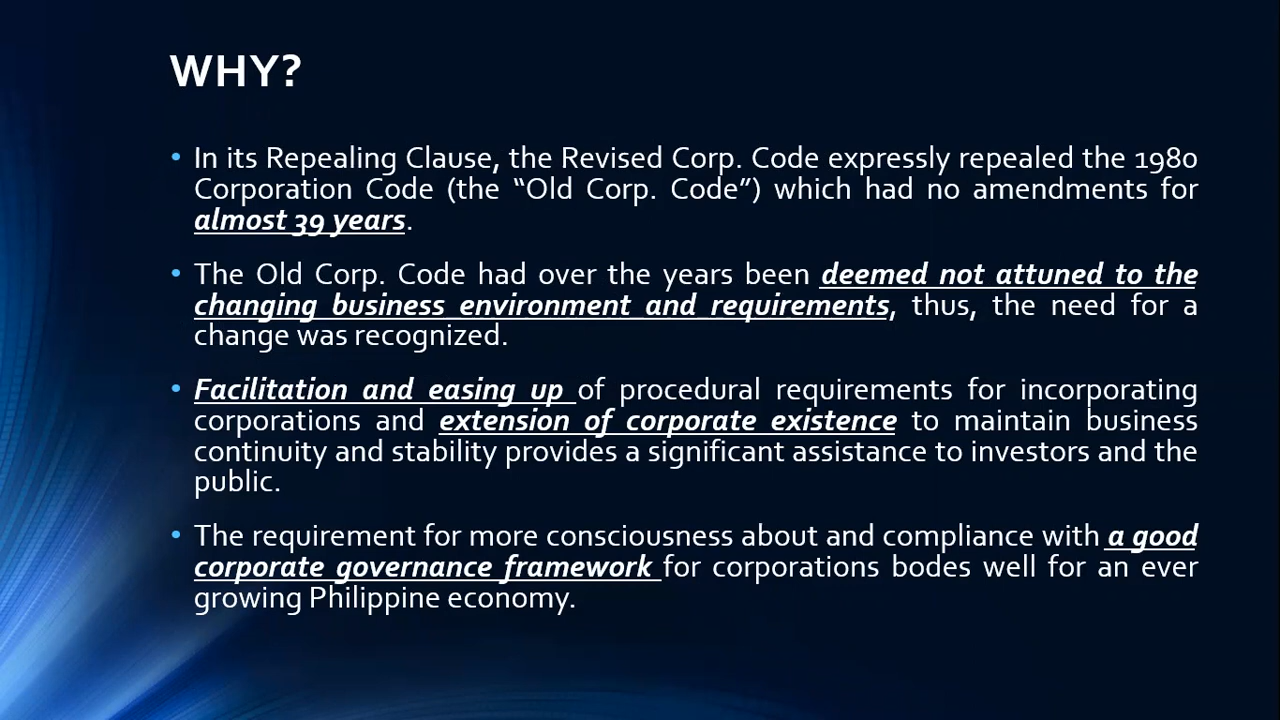 WHY?
• In its Repealing Clause, the Revised Corp. Code expressly repealed the 1980
Corporation Code (the “Old Corp. Code”) which had no amendments for
almost 39 years.
• The Old Corp. Code had over the years been deemed not attuned to the
changing business environment and requirements, thus, the need for a
change was recognized.
• Facilitation and easing up of procedural requirements for incorporating
corporations and extension of corporate existence to maintain business
continuity and stability provides a significant assistance to investors and the
public.
• The requirement for more consciousness about and compliance with a good
corporate governance framework for corporations bodes well for an ever
growing Philippine economy.